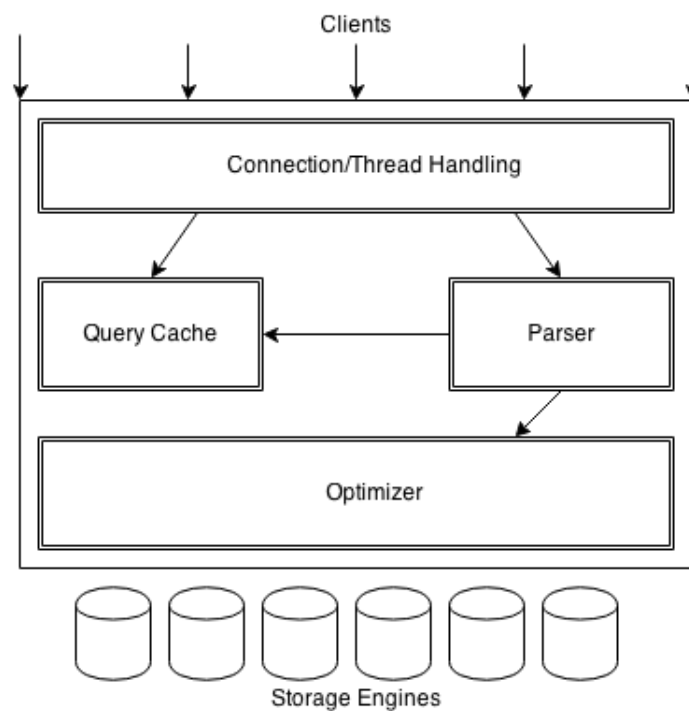 Clients
Connection/Thread Handling
Query Cache
Parser
Optimizer
Storage Engines